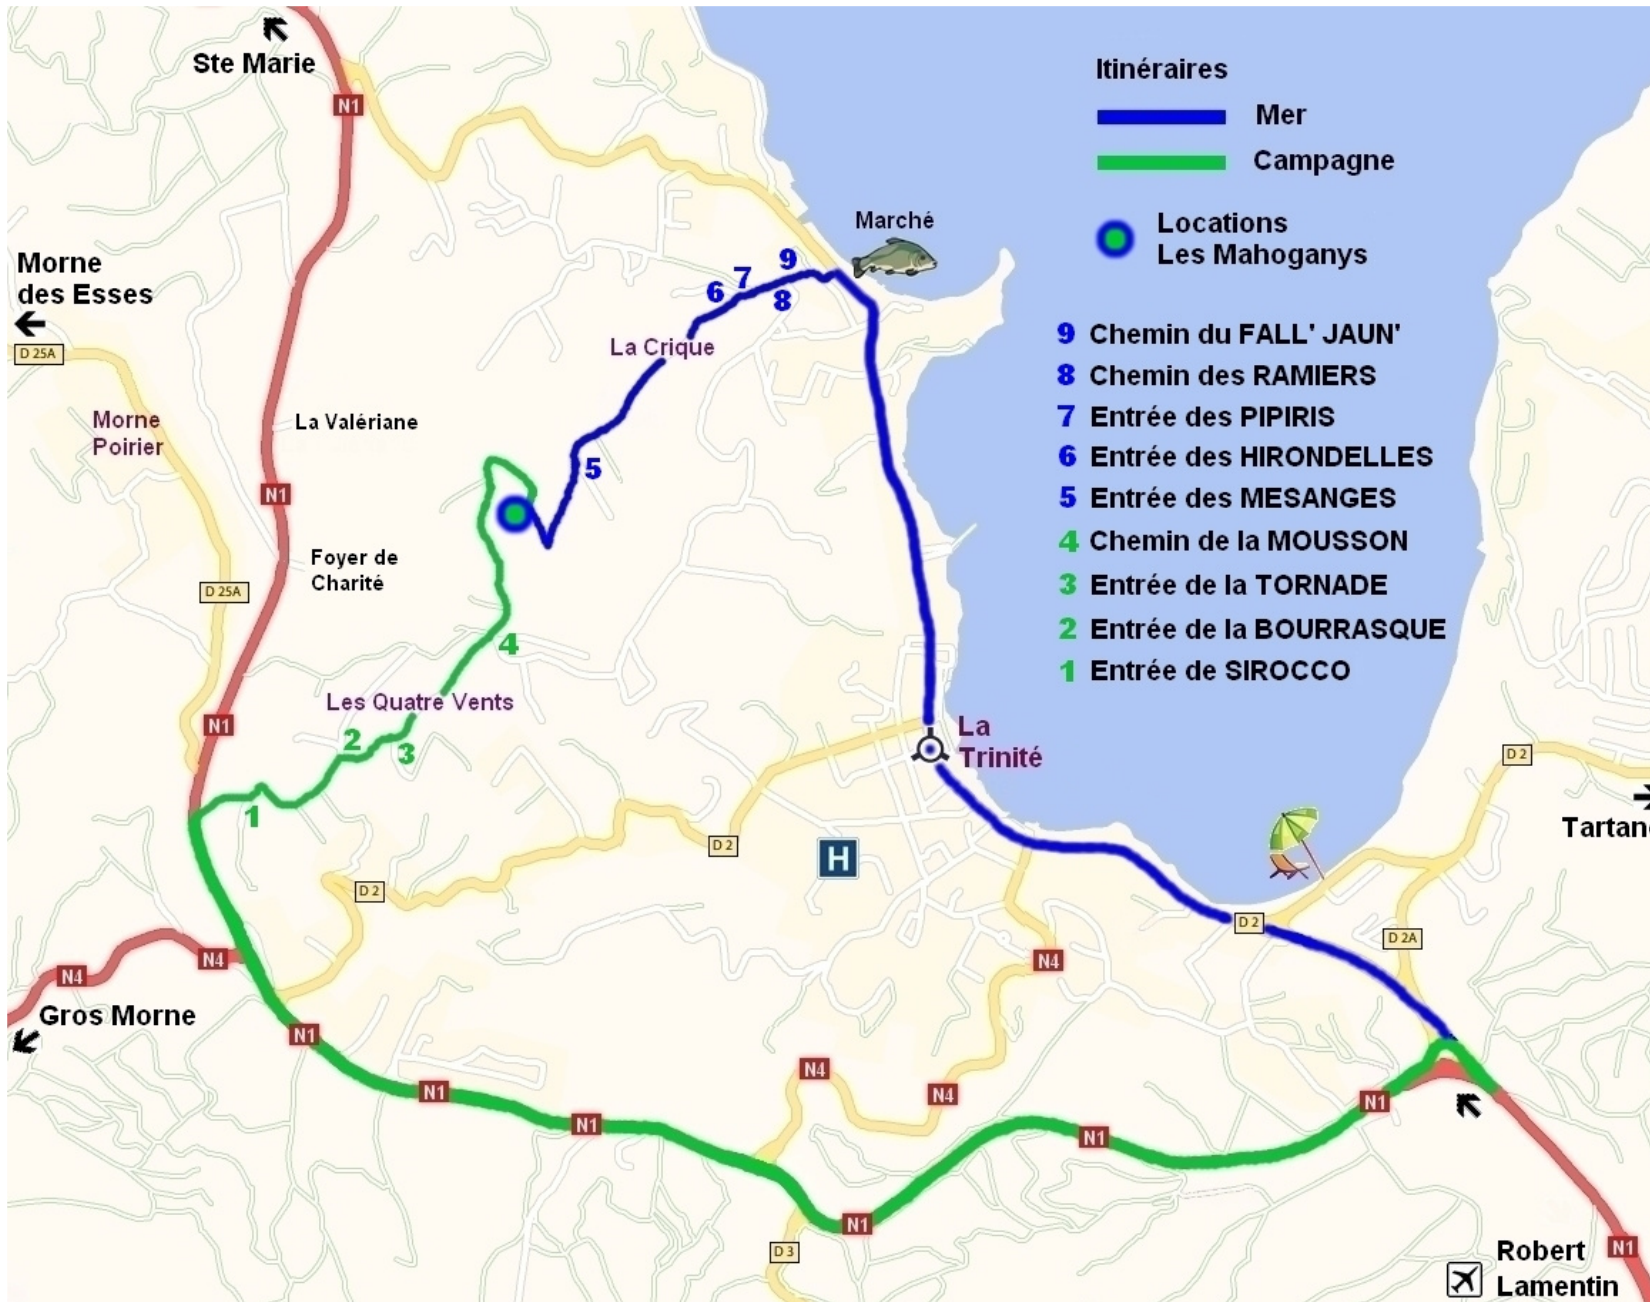 Ste Marie
N1
Itinéraires
Mer
Campagne
Locations
Les Mahoganys
Marché
Morne
des Esses
D 25A
9
7
6
8
La Crique
9 Chemin du FALL' JAUN'
8 Chemin des RAMIERS
7 Entrée des PIPIRIS
6 Entrée des HIRONDELLES
5 Entrée des MESANGES
4 Chemin de la MOUSSON
3 Entrée de la TORNADE
2 Entrée de la BOURRASQUE
1 Entrée de SIROCCO
Morne
Poirier
La Valériane
5
N1
Foyer de
Charité
D 25A
4
Les Quatre Vents
N1
2
3
La
Trinité
D 2
1
D 2
H
D 2
D 2
D 2A
N4
N4
N4
Gros Morne
N1
N1
N1
N4
N4
N1
N1
N1
D 3
Robert
Lamentin
N1